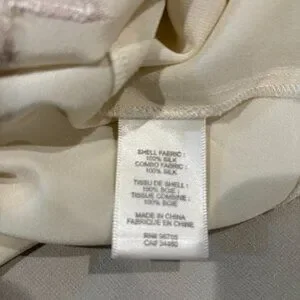 SHELL FABRIC :
100% SILK
COMBO FABRIC :
100% SILK
TISSU DE SHELL :
100% SOIE
TISSUE COMBINE :
100% SOIE
MADE IN CHINA
FABRIQUE EN CHINE
RN#
CA# 34480